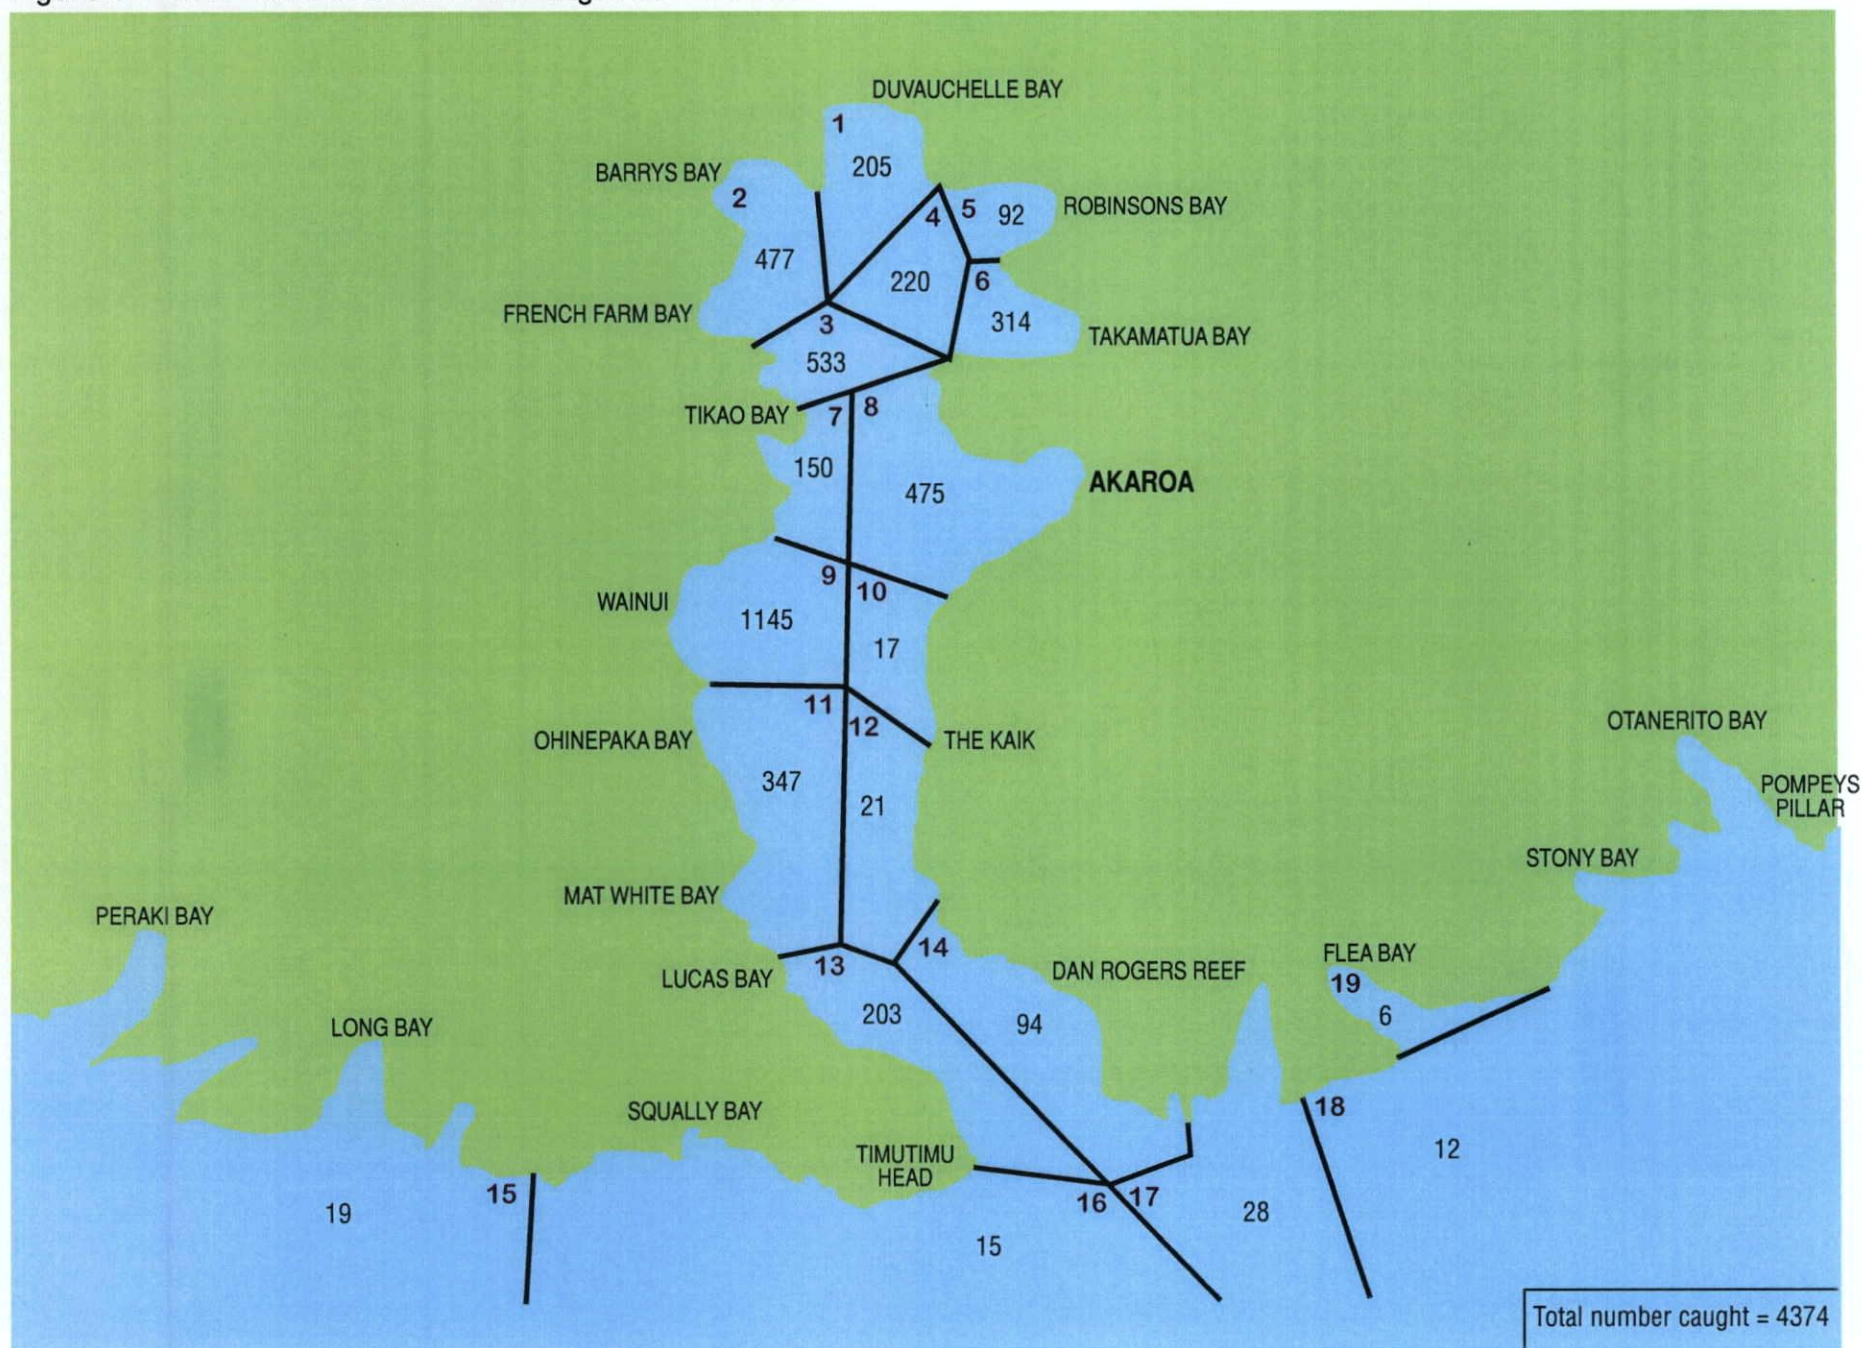 DUVAUCHELLE BAY
1
205
BARRYS BAY
2
477
4
5
92
ROBINSONS BAY
220
6
314
TAKAMATUA BAY
FRENCH FARM BAY
3
533
TIKAO BAY
7
8
150
475
AKAROA
9
10
WAINUI
1145
17
11
12
OHINEPAKA BAY
THE KAIK
347
21
OTANERITO BAY
POMPEYS
PILLAR
STONY BAY
MAT WHITE BAY
PERAKI BAY
14
13
LUCAS BAY
DAN ROGERS REEF
FLEA BAY
19
6
203
94
LONG BAY
SQUALLY BAY
18
12
TIMUTIMU
HEAD
15
19
16
17
28
15
Total number caught = 4374